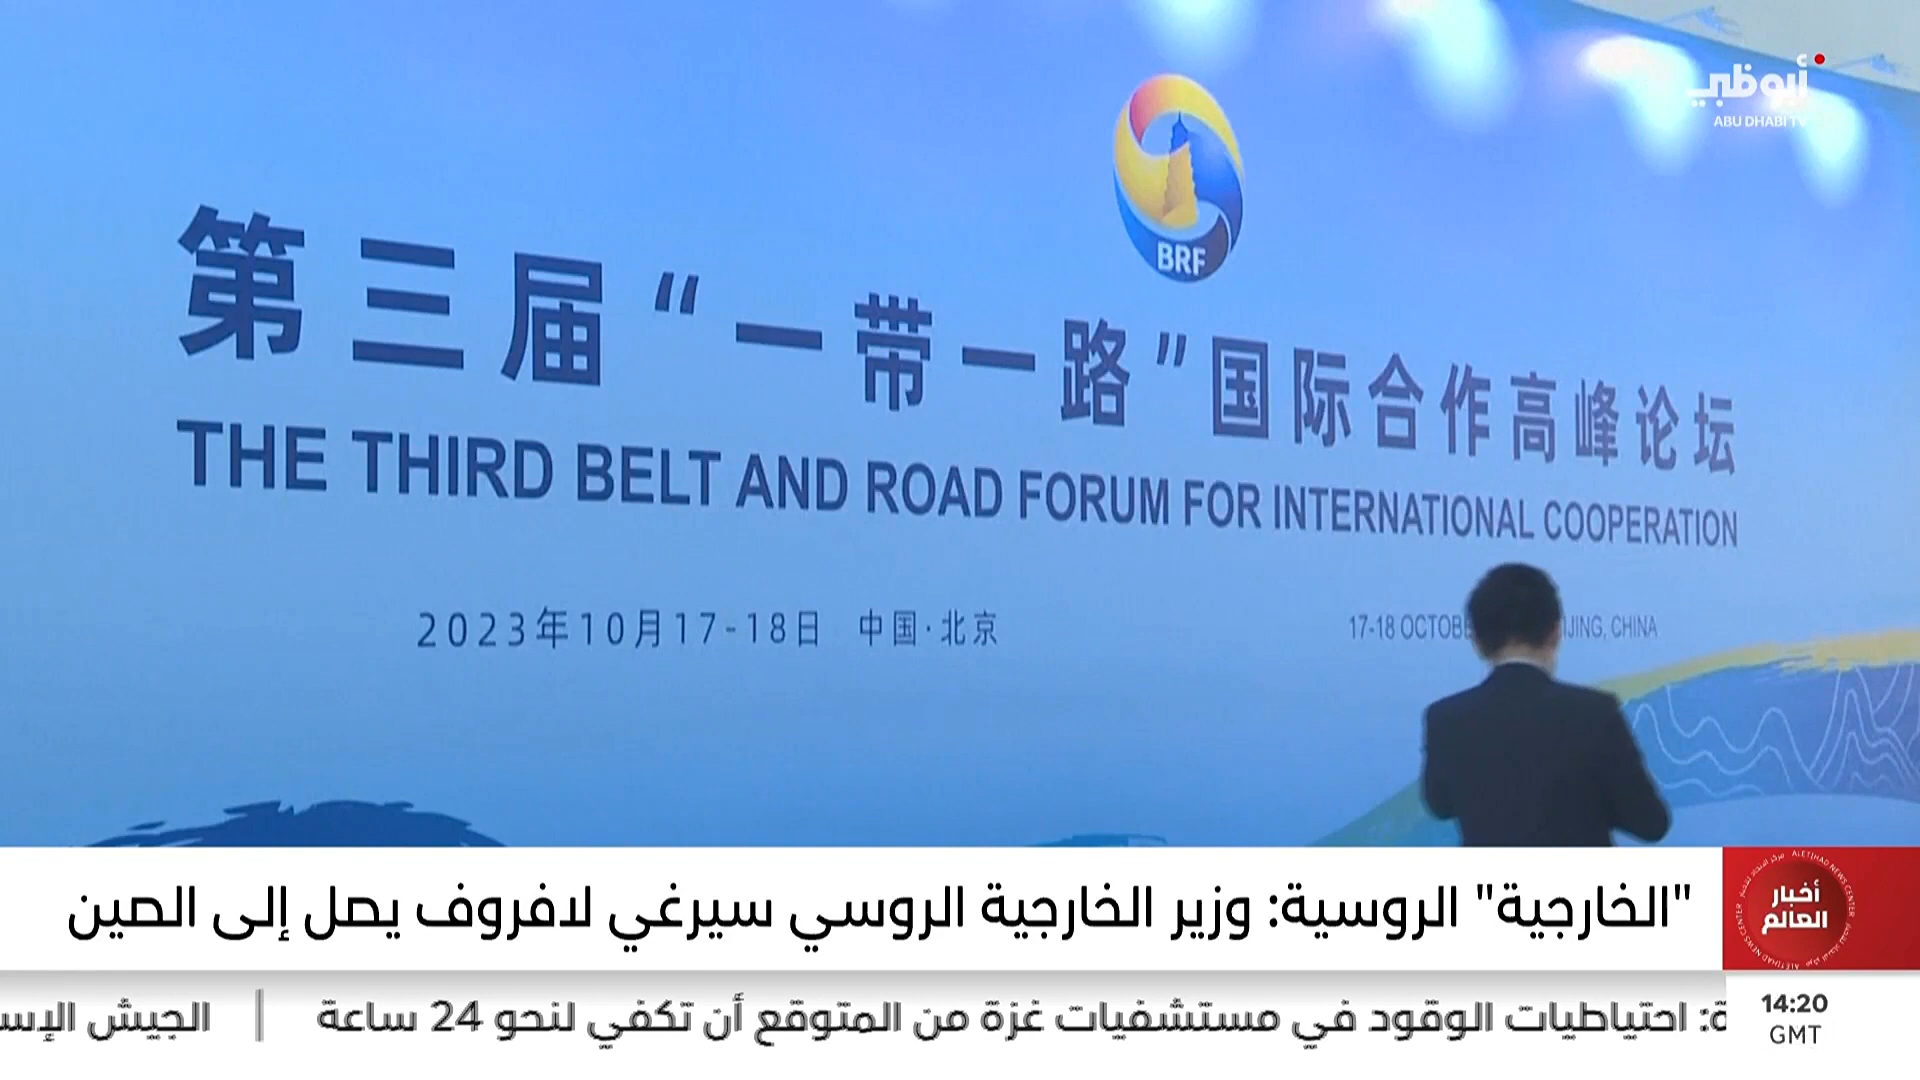 أبوظبي
ABU DHABI TV
BRF
第三届“一带一路”国际合作高峰论坛
THE THIRD BELT AND ROAD FORUM FOR INTERNATIONAL COOPERATION
2023年10月17-18日 中国·北京
17-18 OCTOBE IJING, CHINA
"الخارجية" الروسية: وزير الخارجية الروسي سيرغي لافروف يصل إلى الصين
أخبار
العالم
ALETIHAD NEWS CENTER
ة: احتياطيات الوقود في مستشفيات غزة من المتوقع أن تكفي لنحو 24 ساعة | الجيش الإس
14:20
GMT